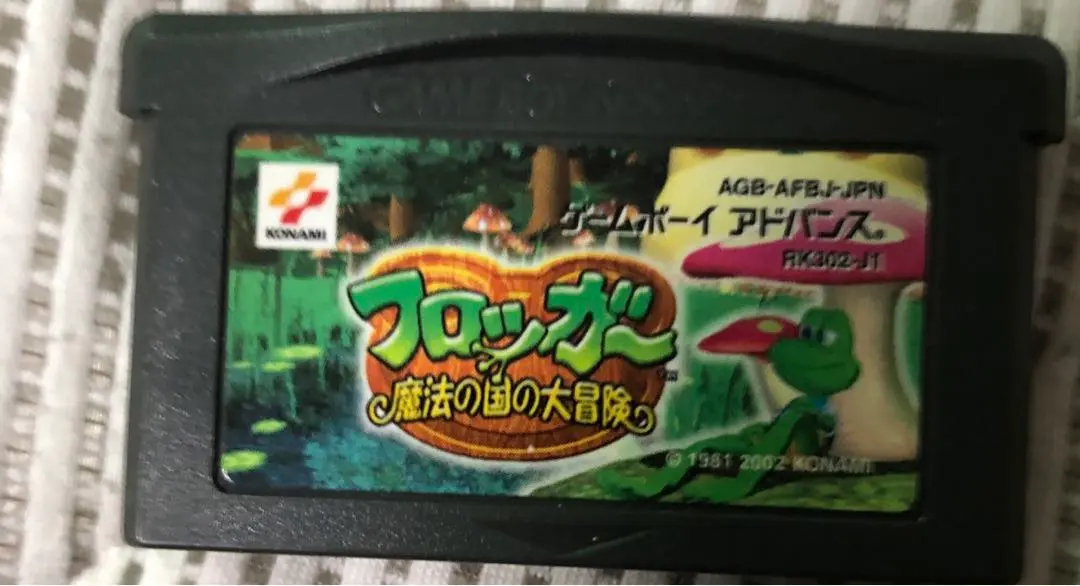 KONAMI
AGB-AFBJ-JPN
ゲームボーイ アドバンス®
RK302-J1
フロッガー
TM
魔法の国の大冒険
© 1981 2002 KONAMI